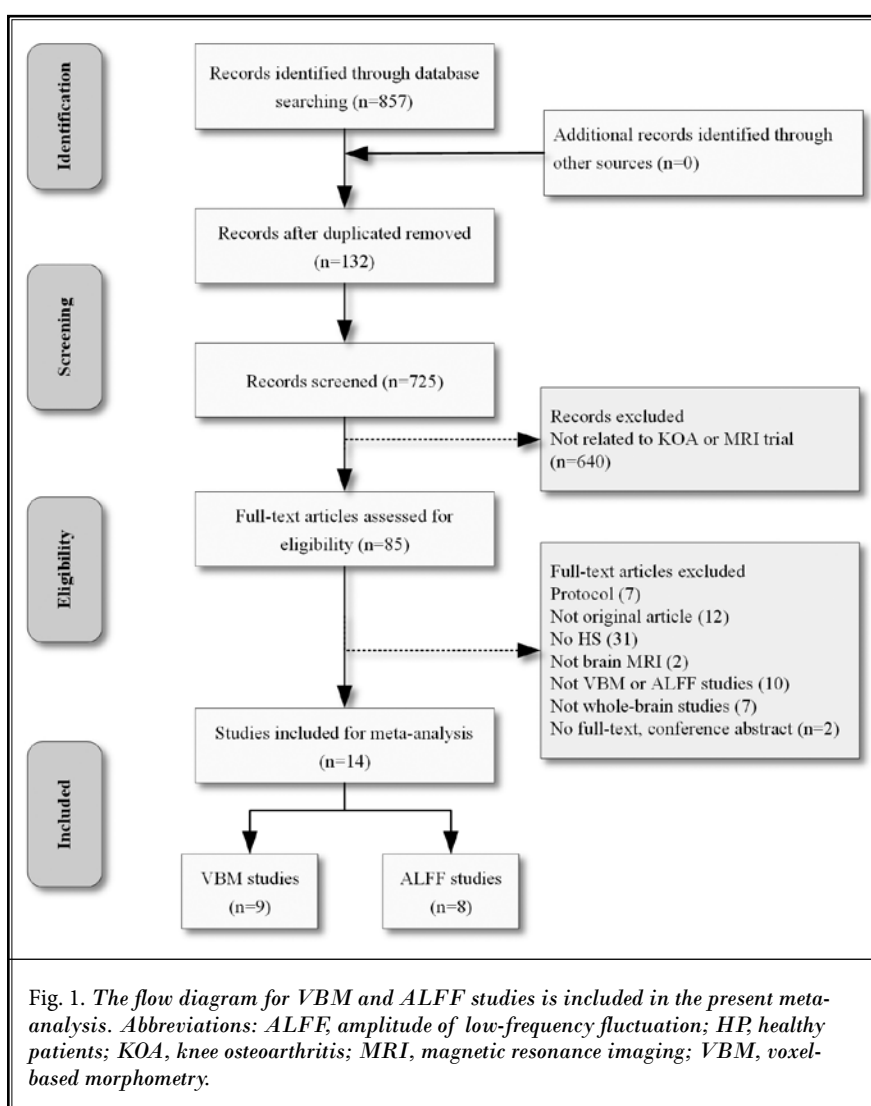 Identification
Records identified through database
searching (n=857)
Additional records identified through
other sources (n=0)
Records after duplicated removed
(n=132)
Screening
Records screened (n=725)
Records excluded
Not related to KOA or MRI trial
(n=640)
Eligibility
Full-text articles assessed for
eligibility (n=85)
Full-text articles excluded
Protocol (7)
Not original article (12)
No HS (31)
Not brain MRI (2)
Not VBM or ALFF studies (10)
Not whole-brain studies (7)
No full-text, conference abstract (n=2)
Included
Studies included for meta-analysis
(n=14)
VBM studies
(n=9)
ALFF studies
(n=8)
Fig. 1. The flow diagram for VBM and ALFF studies is included in the present meta-
analysis. Abbreviations: ALFF, amplitude of low-frequency fluctuation; HP, healthy
patients; KOA, knee osteoarthritis; MRI, magnetic resonance imaging; VBM, voxel-
based morphometry.